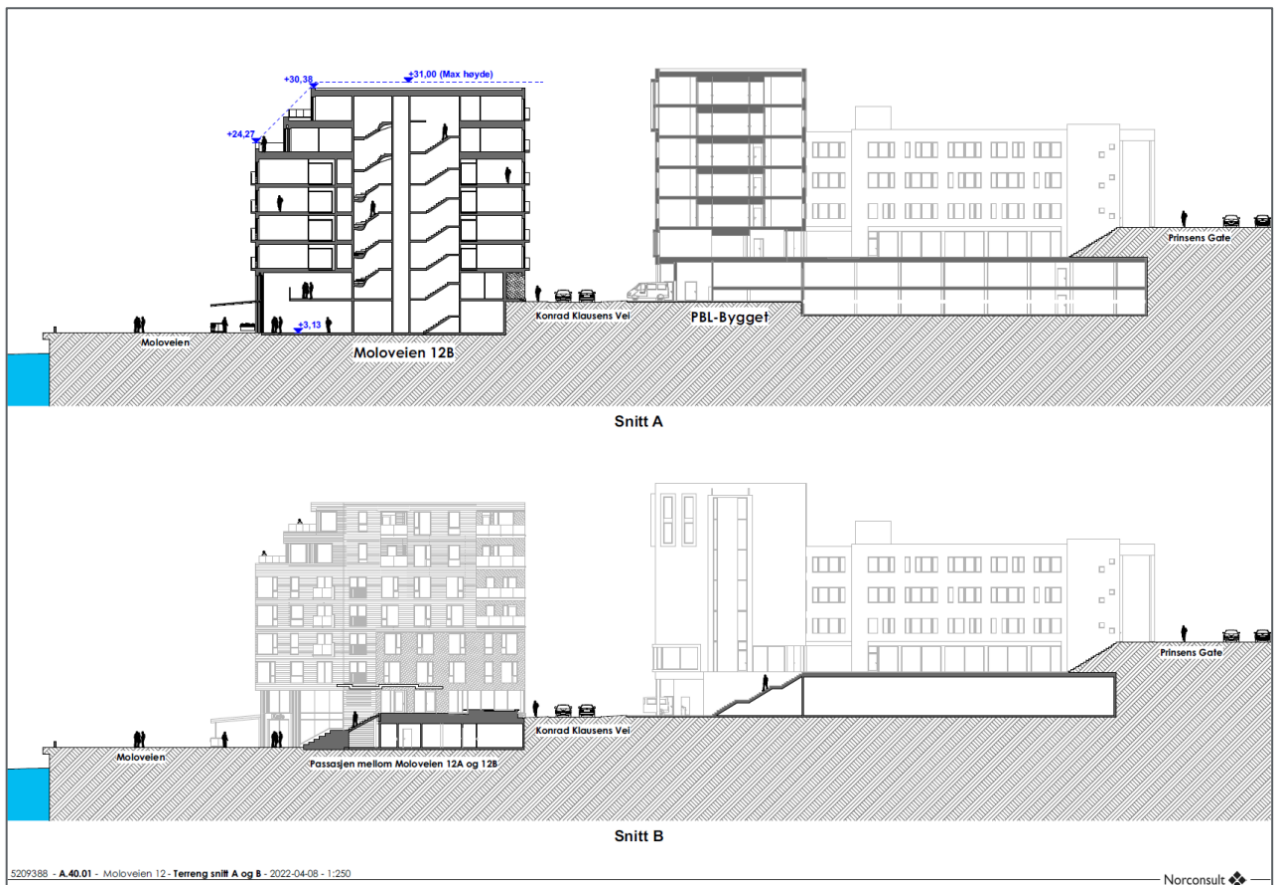 +31,00 (Max høyde)
+30,38
+24,27
Prinsens Gate
Konrad Klausens Vei
PBL-Bygget
+3,13
Moloveien
Moloveien 12B
Snitt A
Prinsens Gate
Konrad Klausens Vei
Moloveien
Passasjen mellom Moloveien 12A og 12B
Snitt B
5209388 - A.40.01 - Moloveien 12 - Terreng snitt A og B - 2022-04-08 - 1:250
Norconsult